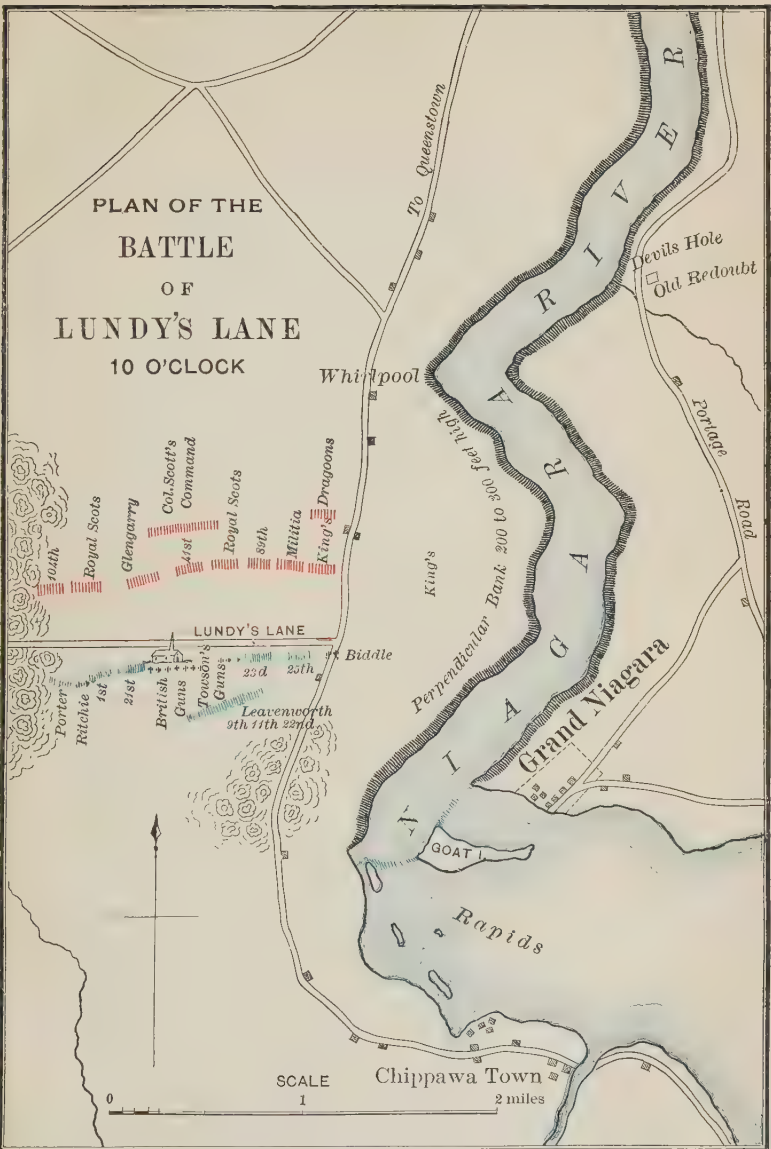 PLAN OF THE
BATTLE
OF
LUNDY'S LANE
10 O'CLOCK
To Queenstown
NIAGARA RIVER
Devils Hole
Old Redoubt
Whirlpool
Portage Road
Perpendicular Bank 200 to 300 feet high
King's
104th
Royal Scots
Glengarry
Col. Scott's
Command
41st
Royal Scots
89th
Militia
King's
Dragoons
LUNDY'S LANE
Biddle
Porter
Ritchie
1st
21st
British
Guns
Towson's
Guns
23d
25th
Leavenworth
9th 11th 22nd
Grand Niagara
GOAT I.
Rapids
Chippawa Town
SCALE
0 1 2 miles